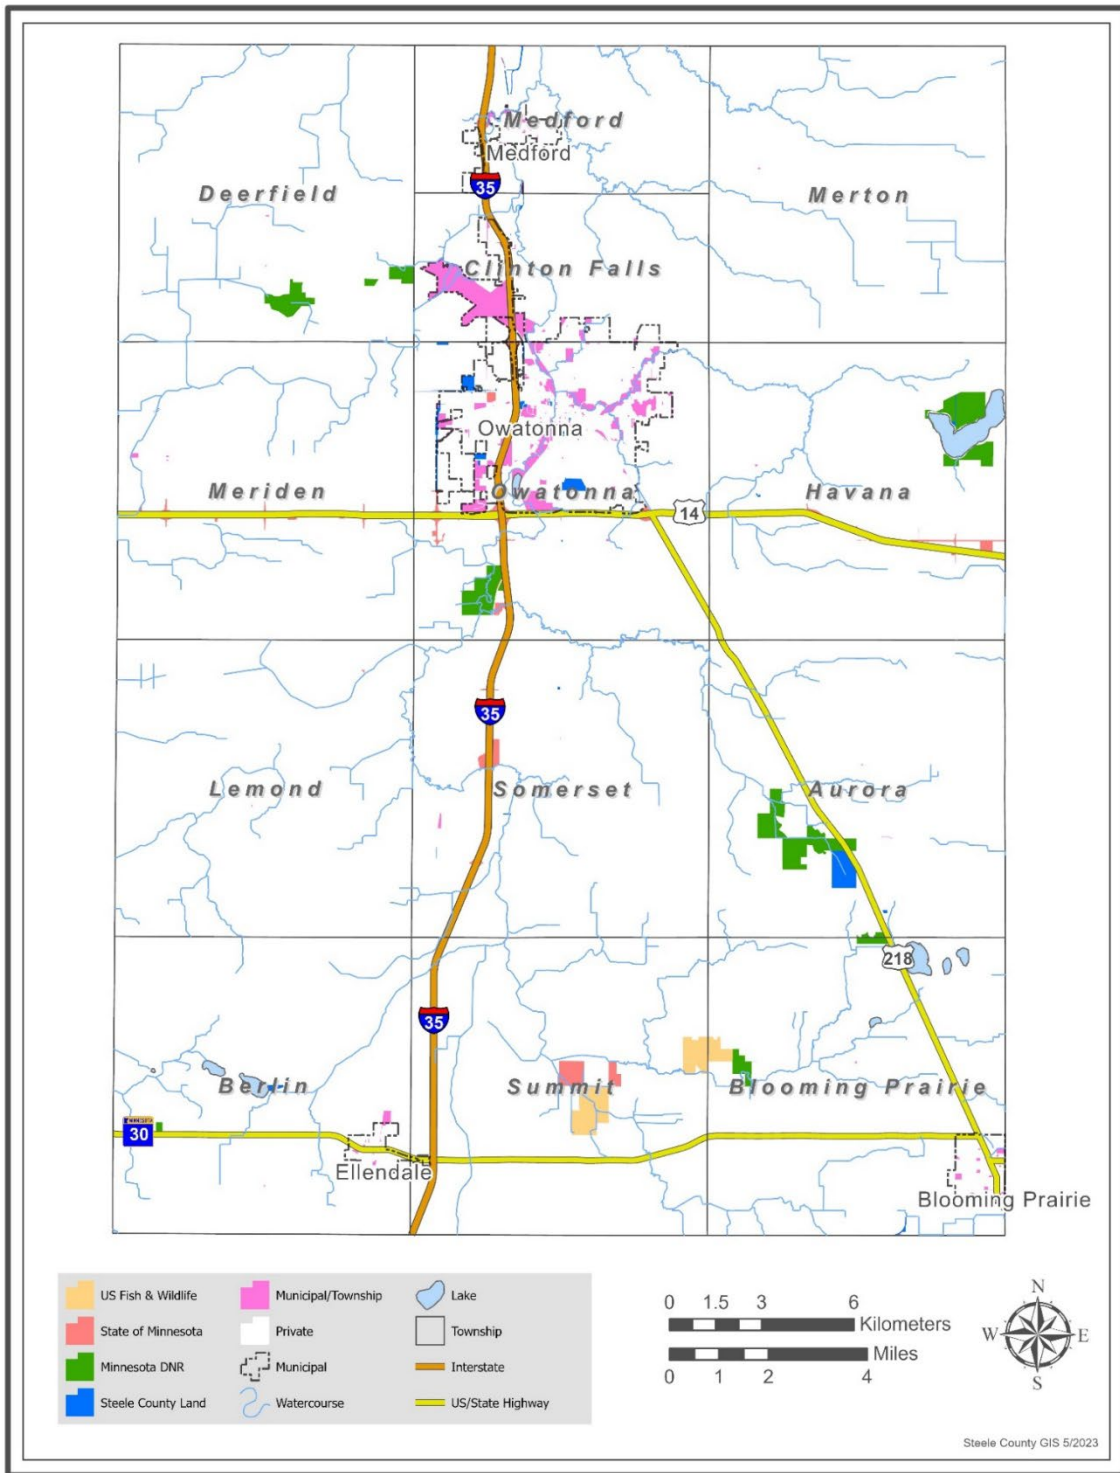 Medford
Medford
35
Deerfield
Merton
Clinton Falls
Owatonna
Meriden
Owatonna
Havana
14
35
Lemond
Somerset
Aurora
218
35
Berlin
Summit
Blooming Prairie
30
Ellendale
Blooming Prairie
US Fish & Wildlife
Municipal/Township
Lake
State of Minnesota
Private
Township
Minnesota DNR
Municipal
Interstate
Steele County Land
Watercourse
US/State Highway
0 1.5 3 6
Kilometers
Miles
0 1 2 4
N
W E
S
Steele County GIS 5/2023